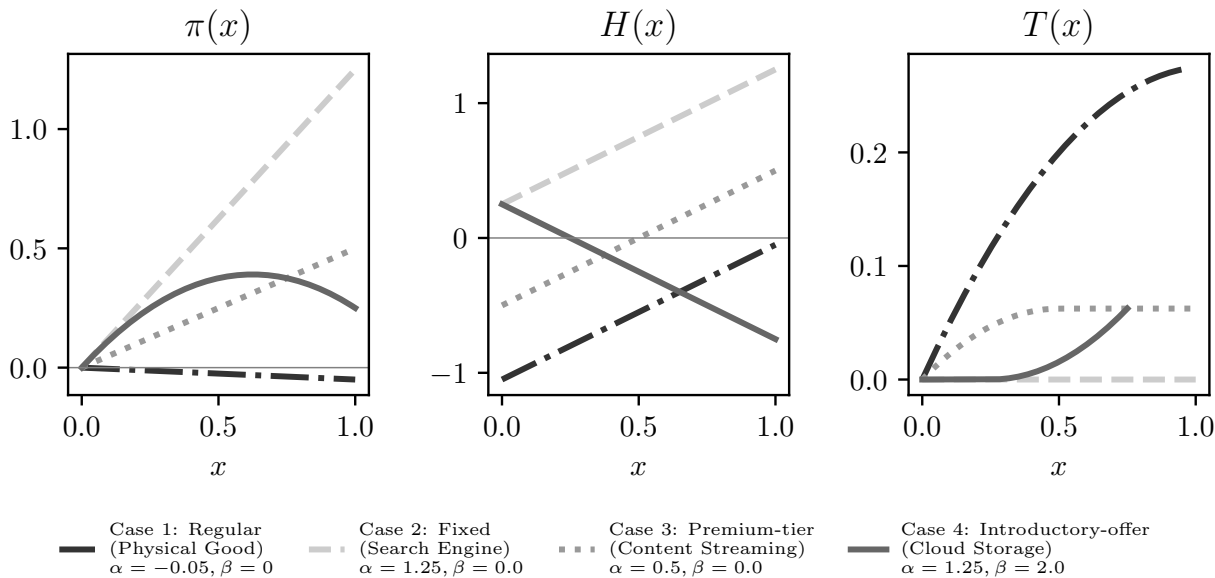 π(x)
H(x)
T(x)
1.0
0.5
0.0
0.0
0.5
1.0
x
1
0
−1
0.0
0.5
1.0
x
0.2
0.1
0.0
0.0
0.5
1.0
x
Case 1: Regular
(Physical Good)
α = −0.05, β = 0
Case 2: Fixed
(Search Engine)
α = 1.25, β = 0.0
Case 3: Premium-tier
(Content Streaming)
α = 0.5, β = 0.0
Case 4: Introductory-offer
(Cloud Storage)
α = 1.25, β = 2.0